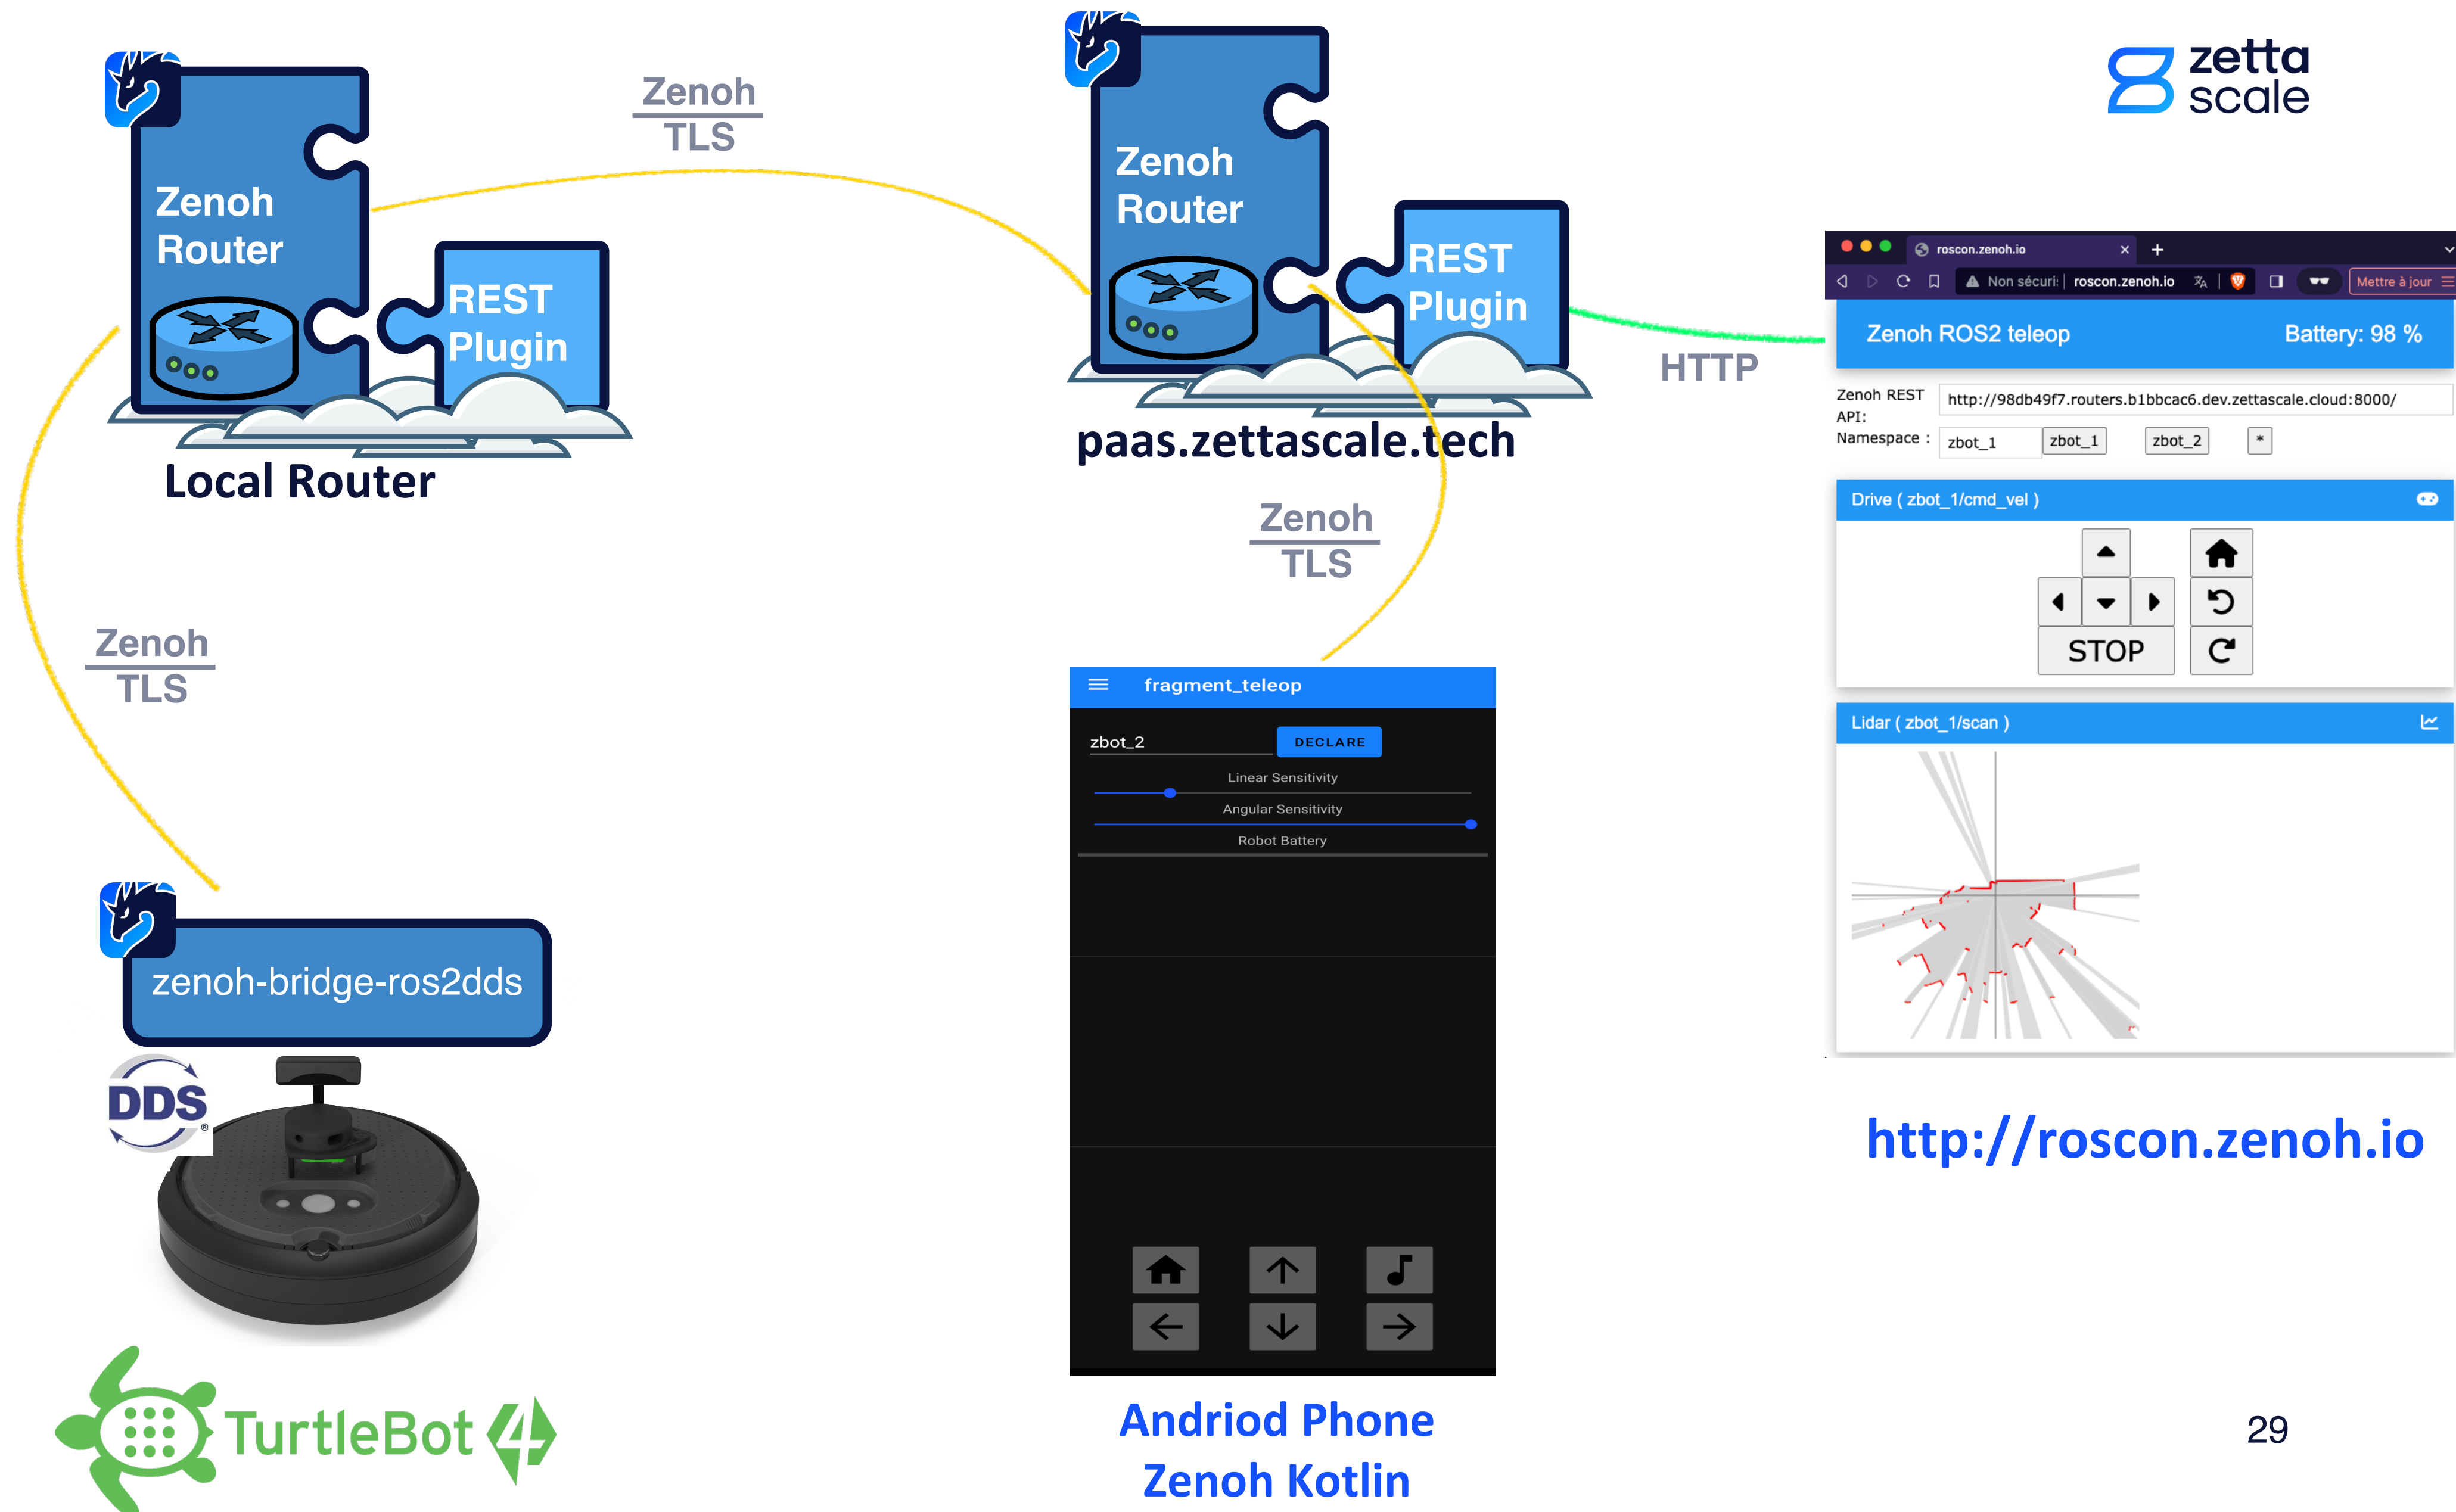 Zenoh
TLS
zetta
scale
Zenoh
Router
REST
Plugin
Local Router
Zenoh
Router
REST
Plugin
paas.zettascale.tech
HTTP
Zenoh
TLS
Zenoh
TLS
roscon.zenoh.io
Non sécuri: roscon.zenoh.io Mettre à jour
Zenoh ROS2 teleop Battery: 98 %
Zenoh REST
API:
http://98db49f7.routers.b1bbcac6.dev.zettascale.cloud:8000/
Namespace : zbot_1 zbot_1 zbot_2 *
Drive ( zbot_1/cmd_vel )
STOP
Lidar ( zbot_1/scan )
http://roscon.zenoh.io
fragment_teleop
zbot_2 DECLARE
Linear Sensitivity
Angular Sensitivity
Robot Battery
Andriod Phone
Zenoh Kotlin
zenoh-bridge-ros2dds
DDS®
TurtleBot 4
29